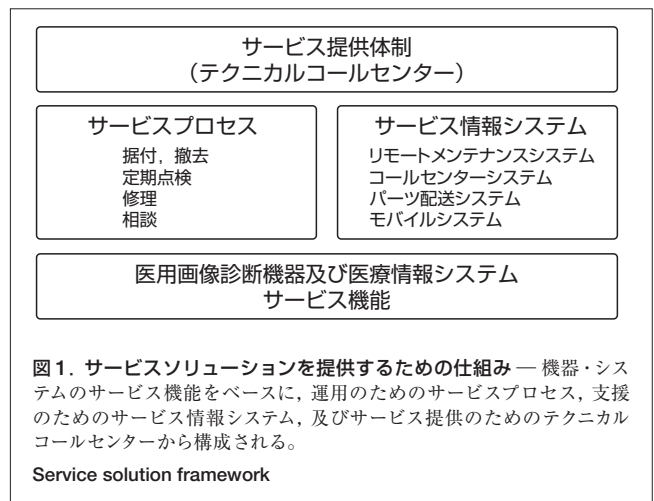 サービス提供体制
（テクニカルコールセンター）
サービスプロセス
据付，撤去
定期点検
修理
相談
サービス情報システム
リモートメンテナンスシステム
コールセンターシステム
パーツ配送システム
モバイルシステム
医用画像診断機器及び医療情報システム
サービス機能
図1．サービスソリューションを提供するための仕組み ― 機器・シス
テムのサービス機能をベースに，運用のためのサービスプロセス，支援
のためのサービス情報システム，及びサービス提供のためのテクニカル
コールセンターから構成される。
Service solution framework